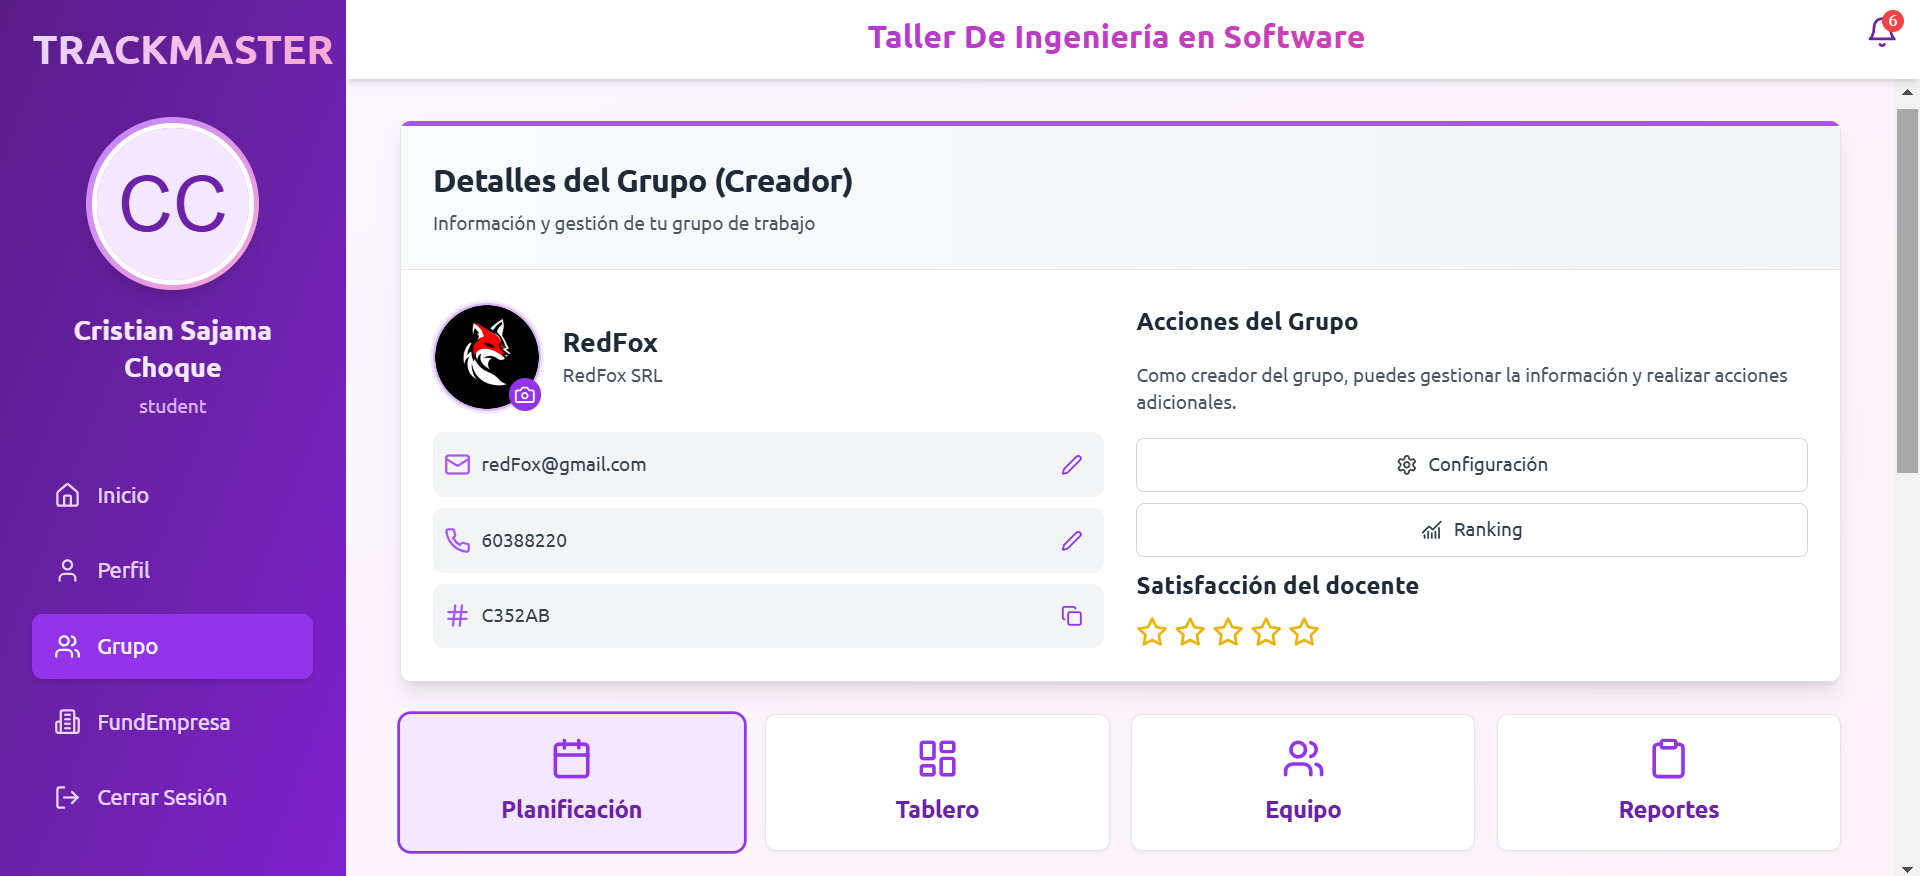 TRACKMASTER
CC
Cristian Sajama
Choque
student
Inicio
Perfil
Grupo
FundEmpresa
Cerrar Sesión
Taller De Ingeniería en Software
6
Detalles del Grupo (Creador)
Información y gestión de tu grupo de trabajo
RedFox
RedFox SRL
redFox@gmail.com
60388220
C352AB
Acciones del Grupo
Como creador del grupo, puedes gestionar la información y realizar acciones
adicionales.
Configuración
Ranking
Satisfacción del docente
Planificación
Tablero
Equipo
Reportes